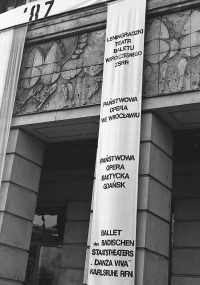 '87
LENINGRADZKI
TEATR
BALETU
WSPÓŁCZESNEGO
ZSRR
PAŃSTWOWA
OPERA
WE WROCŁAWIU
PAŃSTWOWA
OPERA
BAŁTYCKA
GDAŃSK
BALLET
des BADISCHEN
STAATSTHEATERS
„DANZA VIVA”
KARLSRUHE RFN